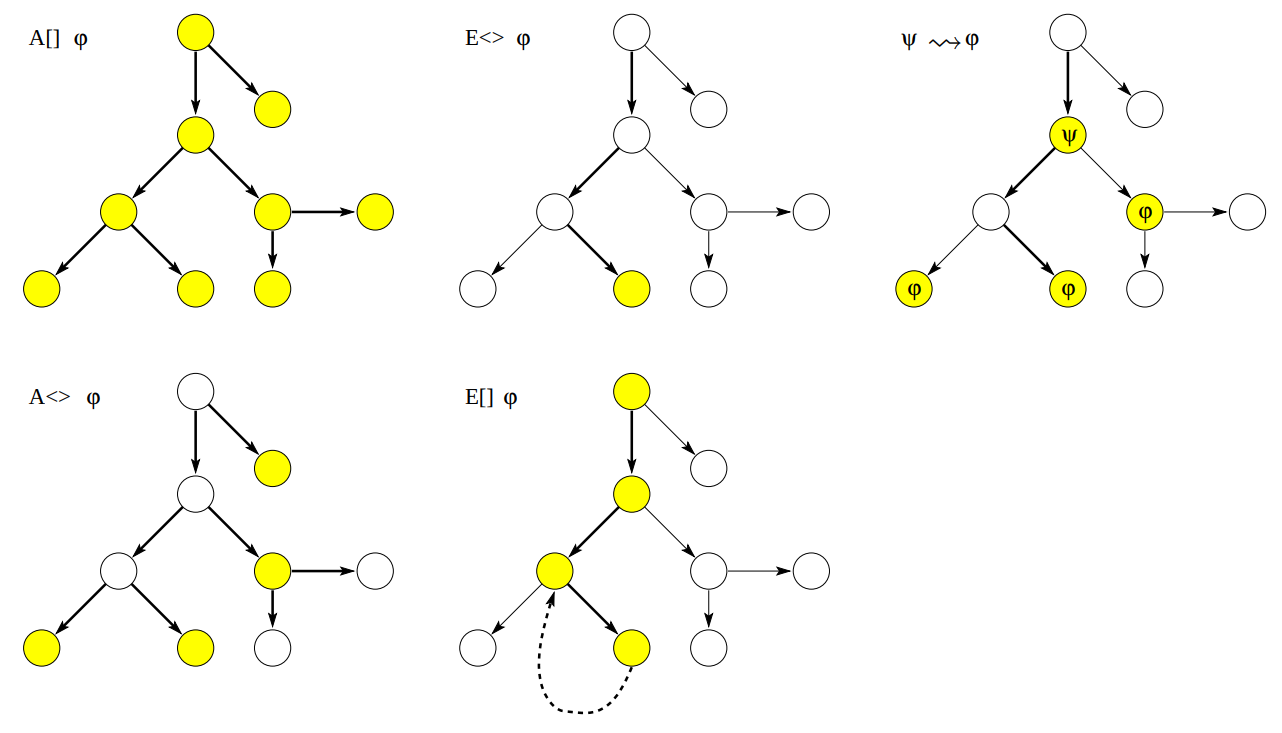 A[] φ
E<> φ
ψ ⇝ φ
ψ
φ
φ
φ
A<> φ
E[] φ